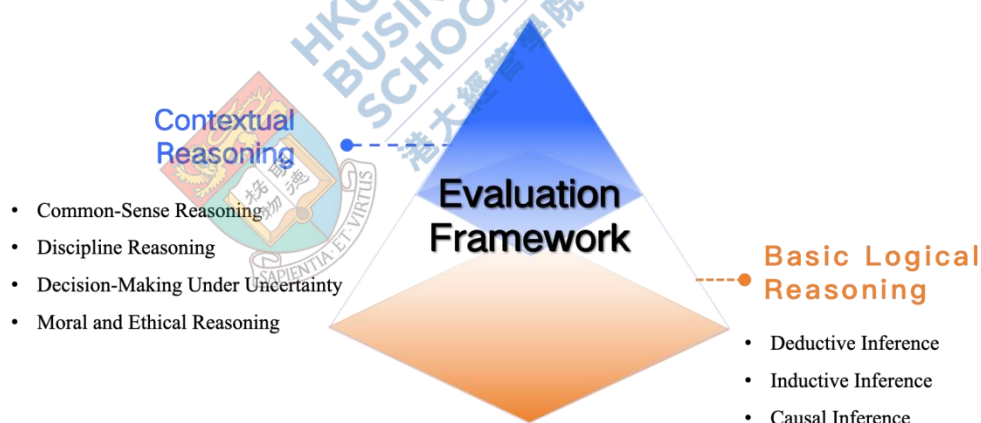 HKU
BUSINESS
SCHOOL
港大經管學院
Contextual
Reasoning
• Common-Sense Reasoning
• Discipline Reasoning
• Decision-Making Under Uncertainty
• Moral and Ethical Reasoning
SAPIENTIA·ET·VIRTUS
Evaluation
Framework
Basic Logical
Reasoning
• Deductive Inference
• Inductive Inference
• Causal Inference